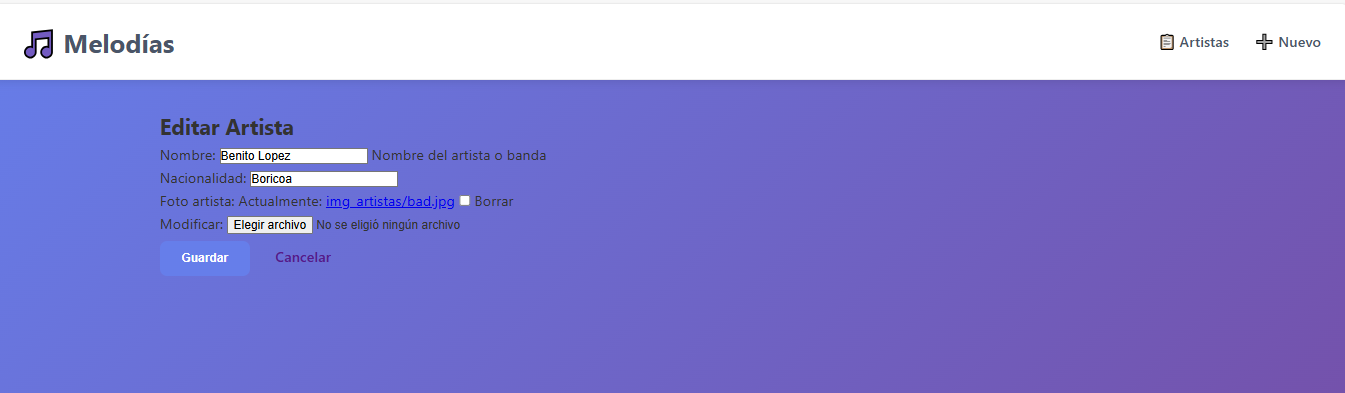 Melodías
Artistas
Nuevo
Editar Artista
Nombre: Benito Lopez Nombre del artista o banda
Nacionalidad: Boricoa
Foto artista: Actualmente: img_artistas/bad.jpg Borrar
Modificar: Elegir archivo No se eligió ningún archivo
Guardar Cancelar